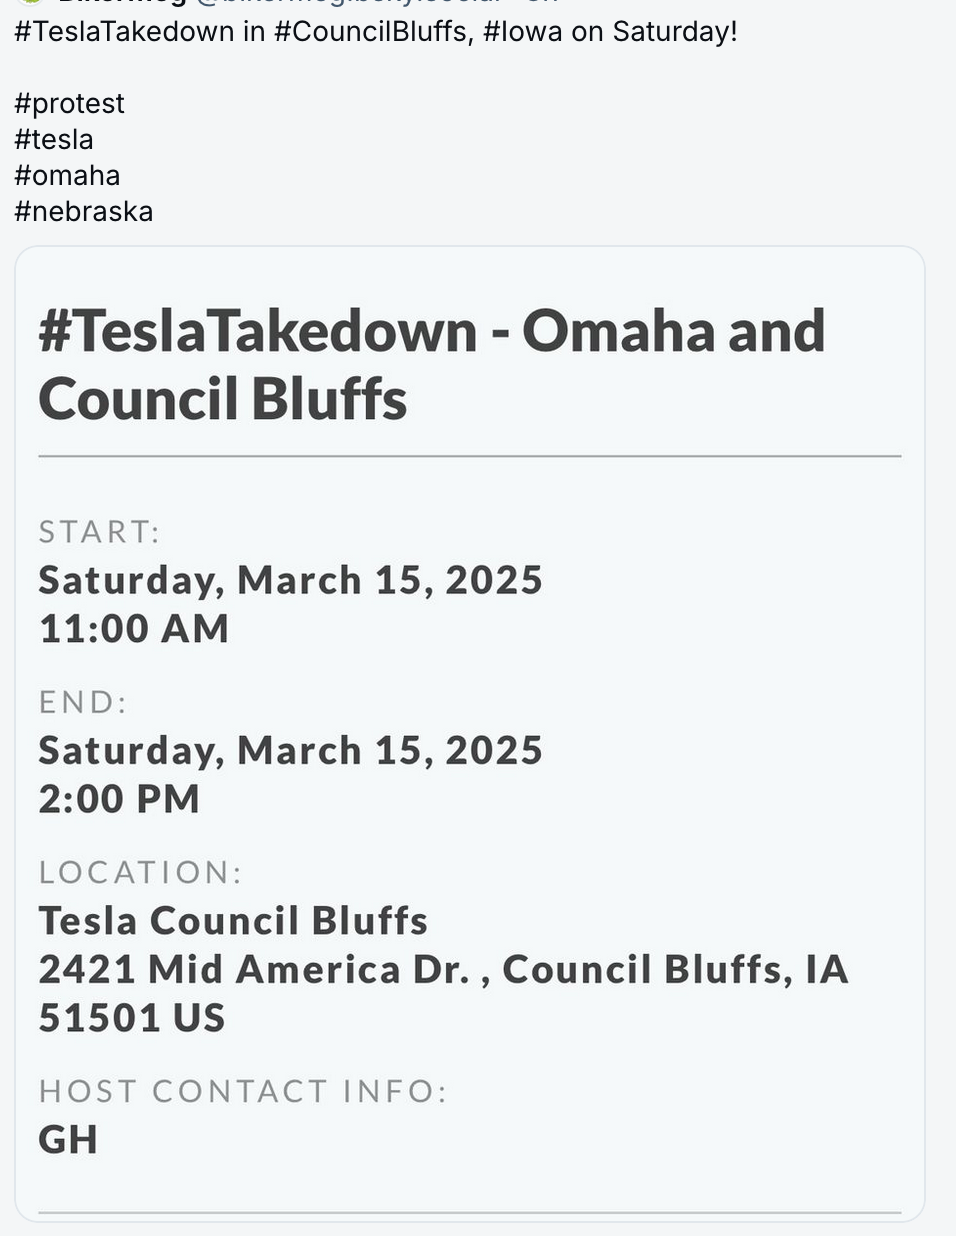 #TeslaTakedown in #CouncilBluffs, #Iowa on Saturday!
#protest
#tesla
#omaha
#nebraska
#TeslaTakedown - Omaha and
Council Bluffs
START:
Saturday, March 15, 2025
11:00 AM
END:
Saturday, March 15, 2025
2:00 PM
LOCATION:
Tesla Council Bluffs
2421 Mid America Dr. , Council Bluffs, IA
51501 US
HOST CONTACT INFO:
GH